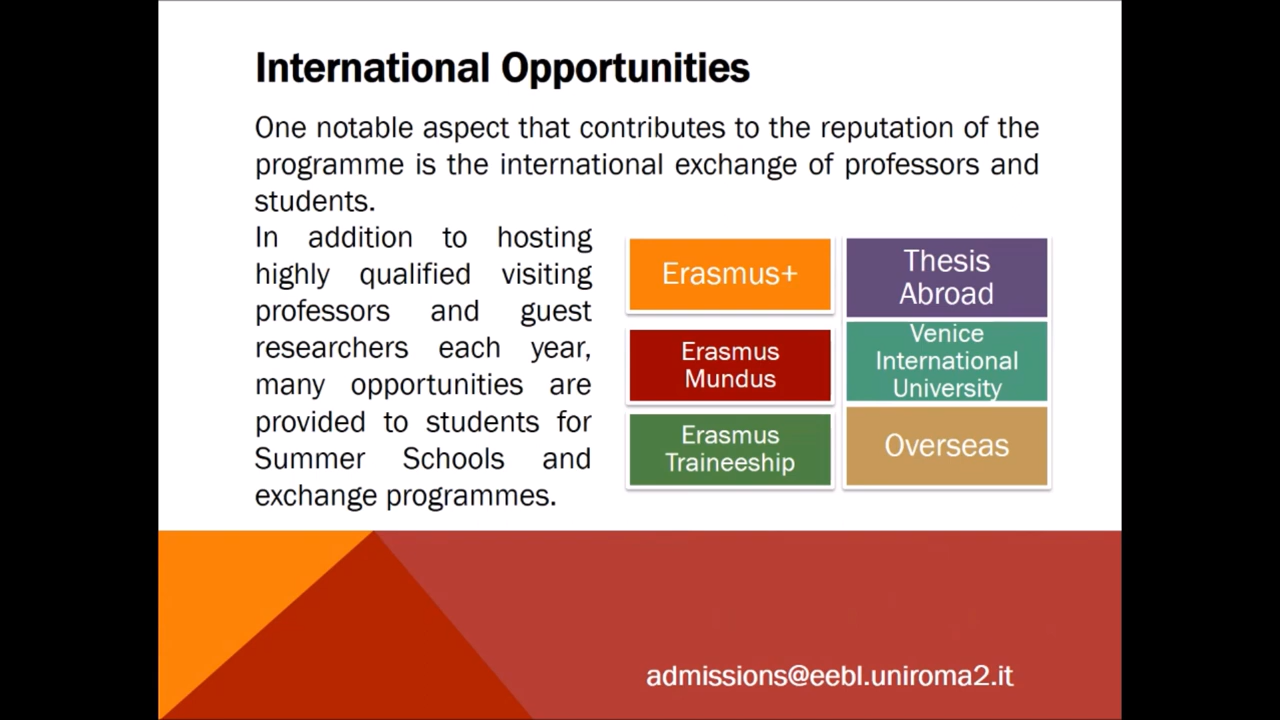 International Opportunities
One notable aspect that contributes to the reputation of the
programme is the international exchange of professors and
students.
In addition to hosting
highly qualified visiting
professors and guest
researchers each year,
many opportunities are
provided to students for
Summer Schools and
exchange programmes.
Erasmus+
Thesis
Abroad
Erasmus
Mundus
Venice
International
University
Erasmus
Traineeship
Overseas
admissions@eebl.uniroma2.it